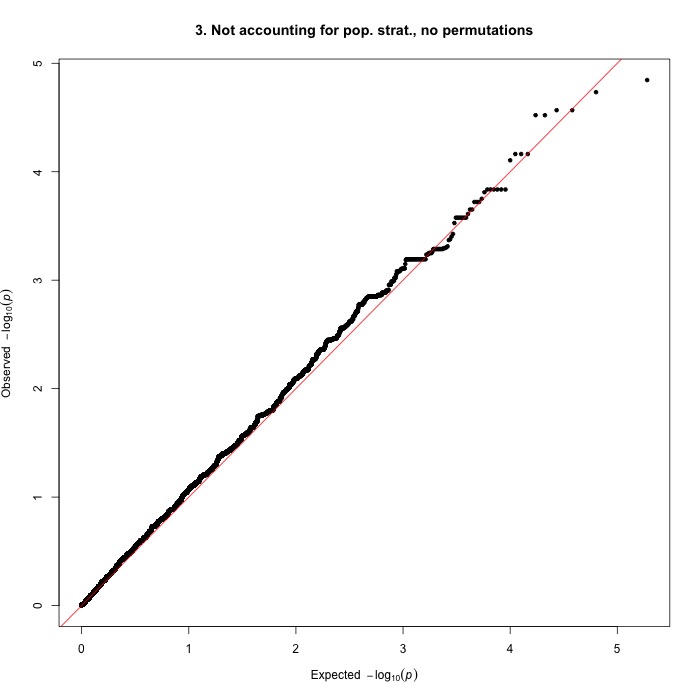 3. Not accounting for pop. strat., no permutations
5
4
3
2
1
0
Observed −log10(p)
0 1 2 3 4 5
Expected −log10(p)